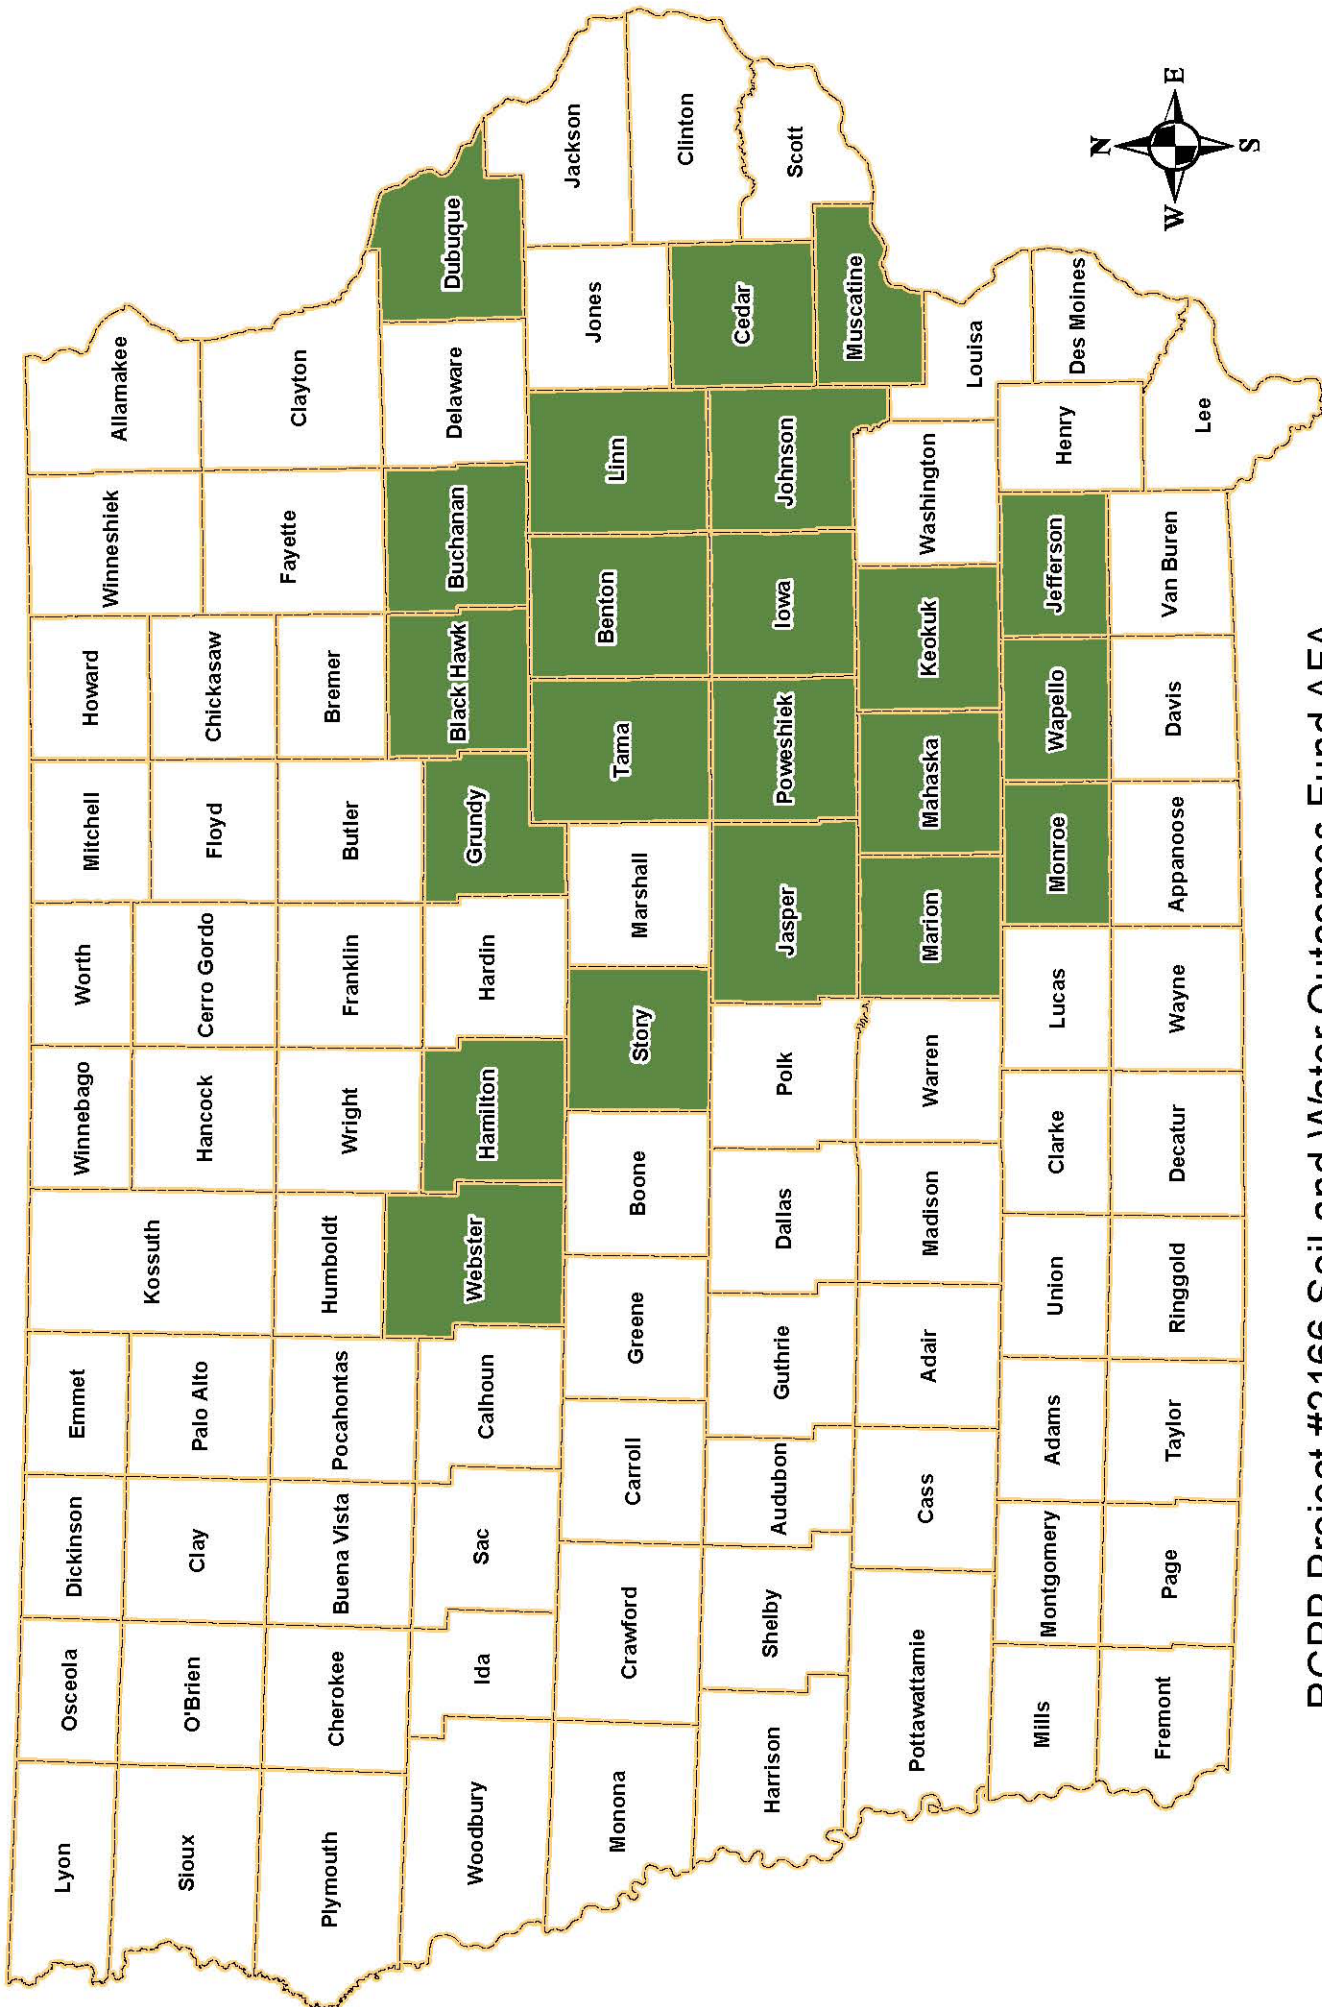 Lyon
Osceola
Dickinson
Emmet
Kossuth
Winnebago
Worth
Mitchell
Howard
Winneshiek
Allamakee
Sioux
O'Brien
Clay
Palo Alto
Hancock
Cerro Gordo
Floyd
Chickasaw
Fayette
Clayton
Plymouth
Cherokee
Buena Vista
Pocahontas
Humboldt
Wright
Franklin
Butler
Bremer
Woodbury
Ida
Sac
Calhoun
Webster
Hamilton
Hardin
Grundy
Black Hawk
Buchanan
Delaware
Dubuque
Monona
Crawford
Carroll
Greene
Boone
Story
Marshall
Tama
Benton
Linn
Jones
Jackson
Clinton
Harrison
Shelby
Audubon
Guthrie
Dallas
Polk
Jasper
Poweshiek
Iowa
Johnson
Cedar
Scott
Muscatine
Pottawattamie
Cass
Adair
Madison
Warren
Marion
Mahaska
Keokuk
Washington
Louisa
Mills
Montgomery
Adams
Union
Clarke
Lucas
Monroe
Wapello
Jefferson
Henry
Des Moines
Fremont
Page
Taylor
Ringgold
Decatur
Wayne
Appanoose
Davis
Van Buren
Lee
N
W
E
S
RCPP Project #2166 Soil and Water Outcomes Fund AFA